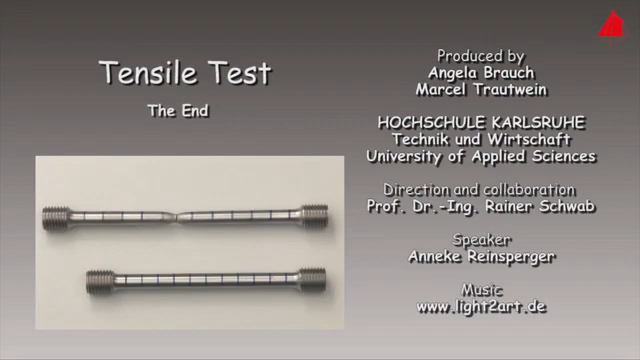 Tensile Test
The End
Produced by
Angela Brauch
Marcel Trautwein
HOCHSCHULE KARLSRUHE
Technik und Wirtschaft
University of Applied Sciences
Direction and collaboration
Prof. Dr.-Ing. Rainer Schwab
Speaker
Anneke Reinsperger
Music
www.light2art.de